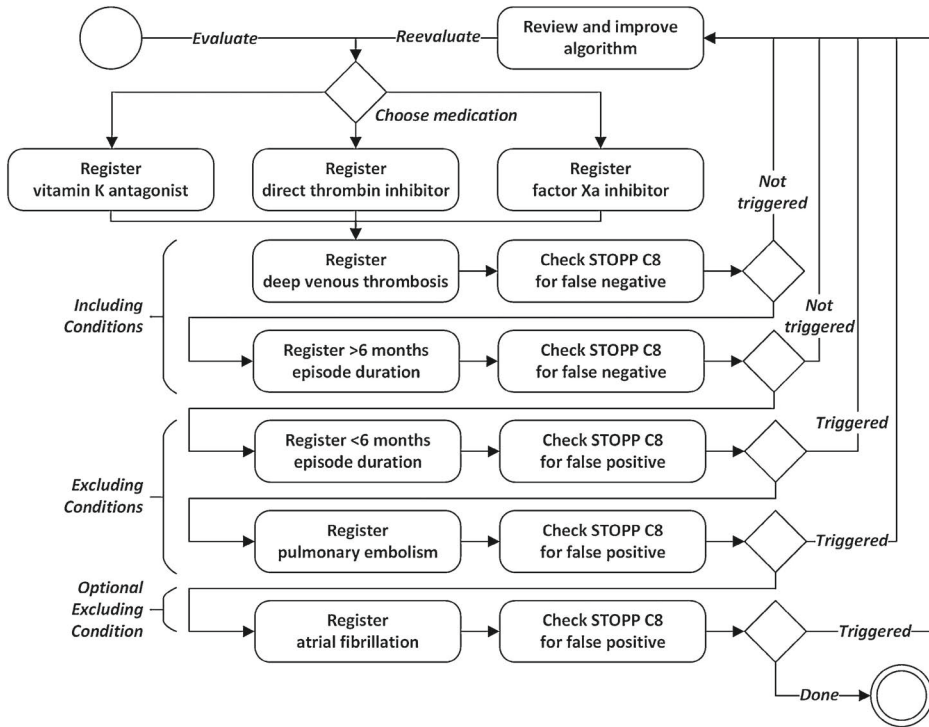 Evaluate
Reevaluate
Review and improve
algorithm
Choose medication
Register
vitamin K antagonist
Register
direct thrombin inhibitor
Register
factor Xa inhibitor
Not
triggered
Including
Conditions
Register
deep venous thrombosis
Check STOPP C8
for false negative
Not
triggered
Register >6 months
episode duration
Check STOPP C8
for false negative
Excluding
Conditions
Register <6 months
episode duration
Check STOPP C8
for false positive
Triggered
Register
pulmonary embolism
Check STOPP C8
for false positive
Triggered
Optional
Excluding
Condition
Register
atrial fibrillation
Check STOPP C8
for false positive
Triggered
Done